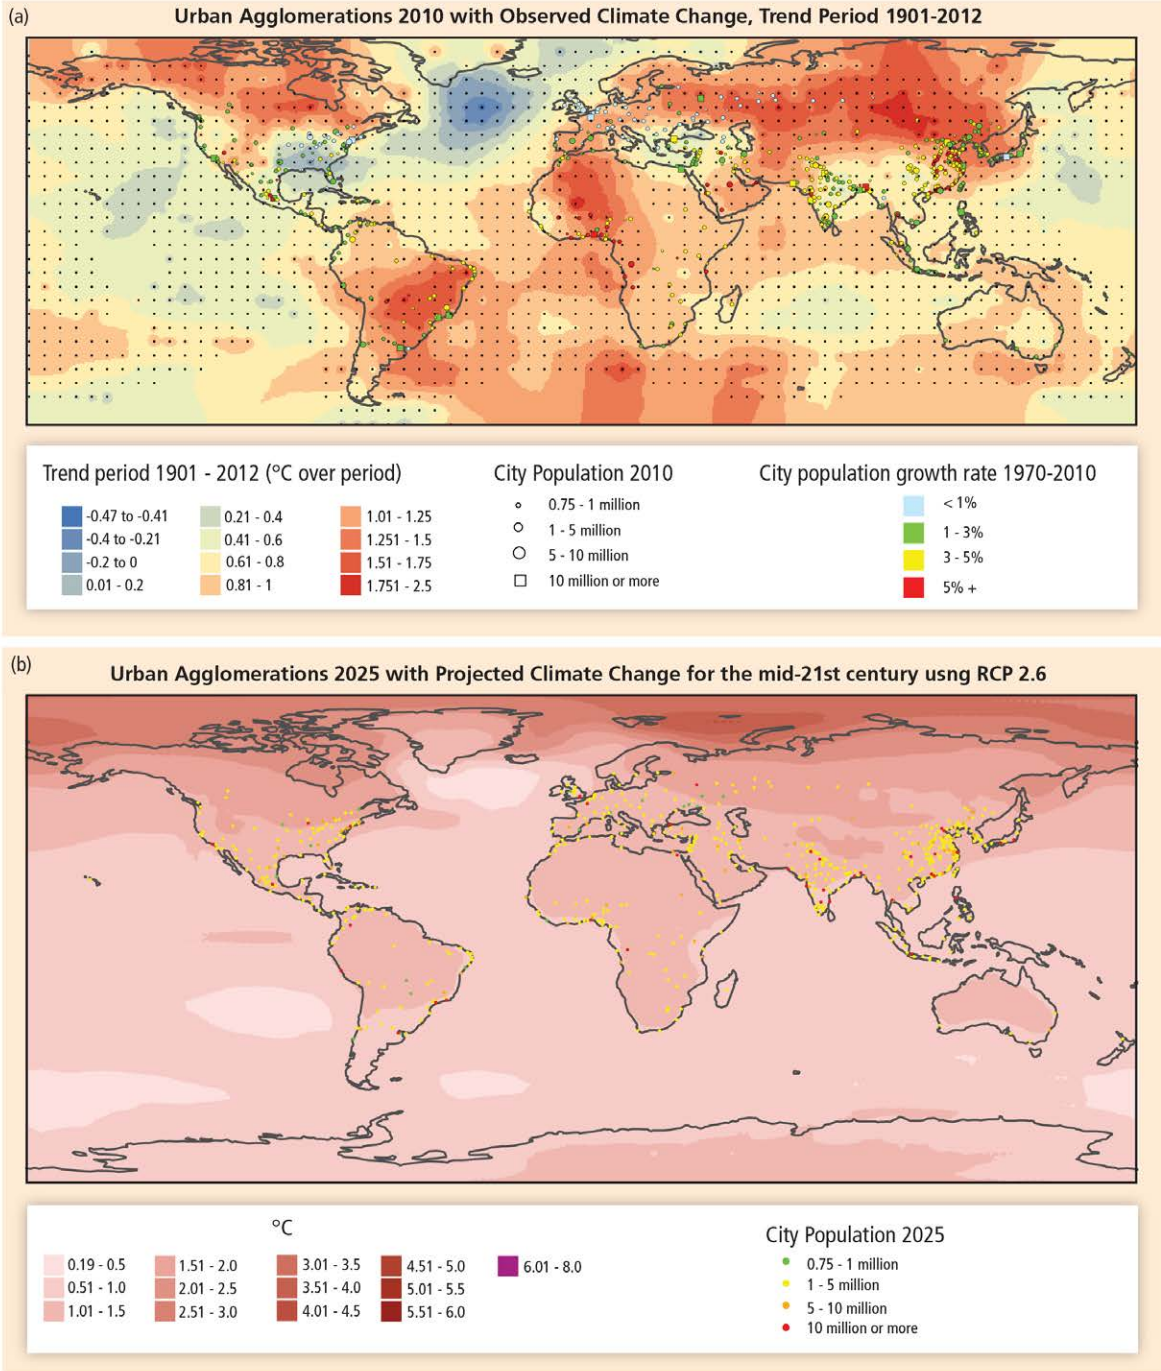 (a)
Urban Agglomerations 2010 with Observed Climate Change, Trend Period 1901-2012
Trend period 1901 - 2012 (°C over period)
-0.47 to -0.41
-0.4 to -0.21
-0.2 to 0
0.01 - 0.2
0.21 - 0.4
0.41 - 0.6
0.61 - 0.8
0.81 - 1
1.01 - 1.25
1.251 - 1.5
1.51 - 1.75
1.751 - 2.5
City Population 2010
0.75 - 1 million
1 - 5 million
5 - 10 million
10 million or more
City population growth rate 1970-2010
< 1%
1 - 3%
3 - 5%
5% +
(b)
Urban Agglomerations 2025 with Projected Climate Change for the mid-21st century usng RCP 2.6
°C
0.19 - 0.5
0.51 - 1.0
1.01 - 1.5
1.51 - 2.0
2.01 - 2.5
2.51 - 3.0
3.01 - 3.5
3.51 - 4.0
4.01 - 4.5
4.51 - 5.0
5.01 - 5.5
5.51 - 6.0
6.01 - 8.0
City Population 2025
0.75 - 1 million
1 - 5 million
5 - 10 million
10 million or more